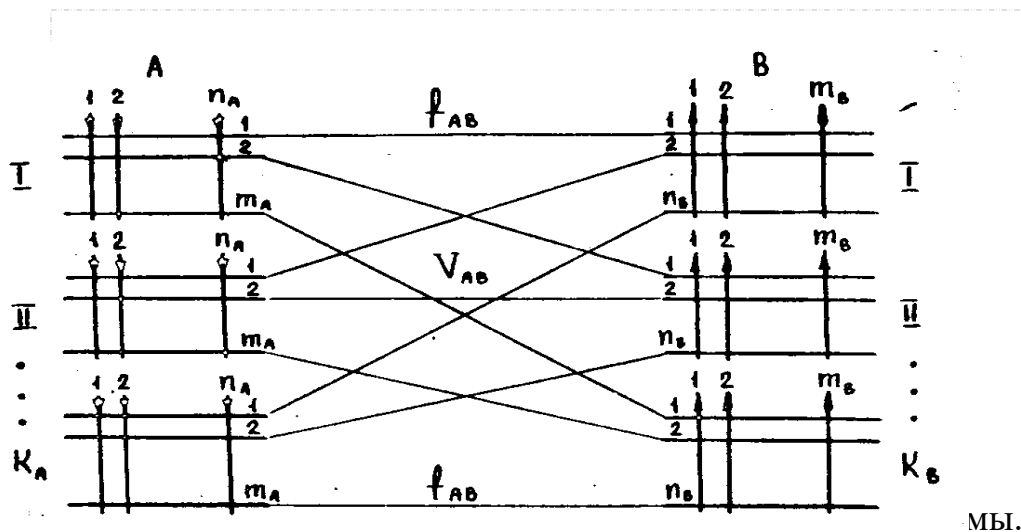 A B
1 2 n_A f_AB 1 2 m_B
1 1
2 2
I I
m_A n_B
1 2 n_A V_AB 1 2 m_B
1 1
2 2
II II
m_A n_B
1 2 n_A 1 2 m_B
1 1
2 2
K_A K_B
m_A f_AB n_B
мы.